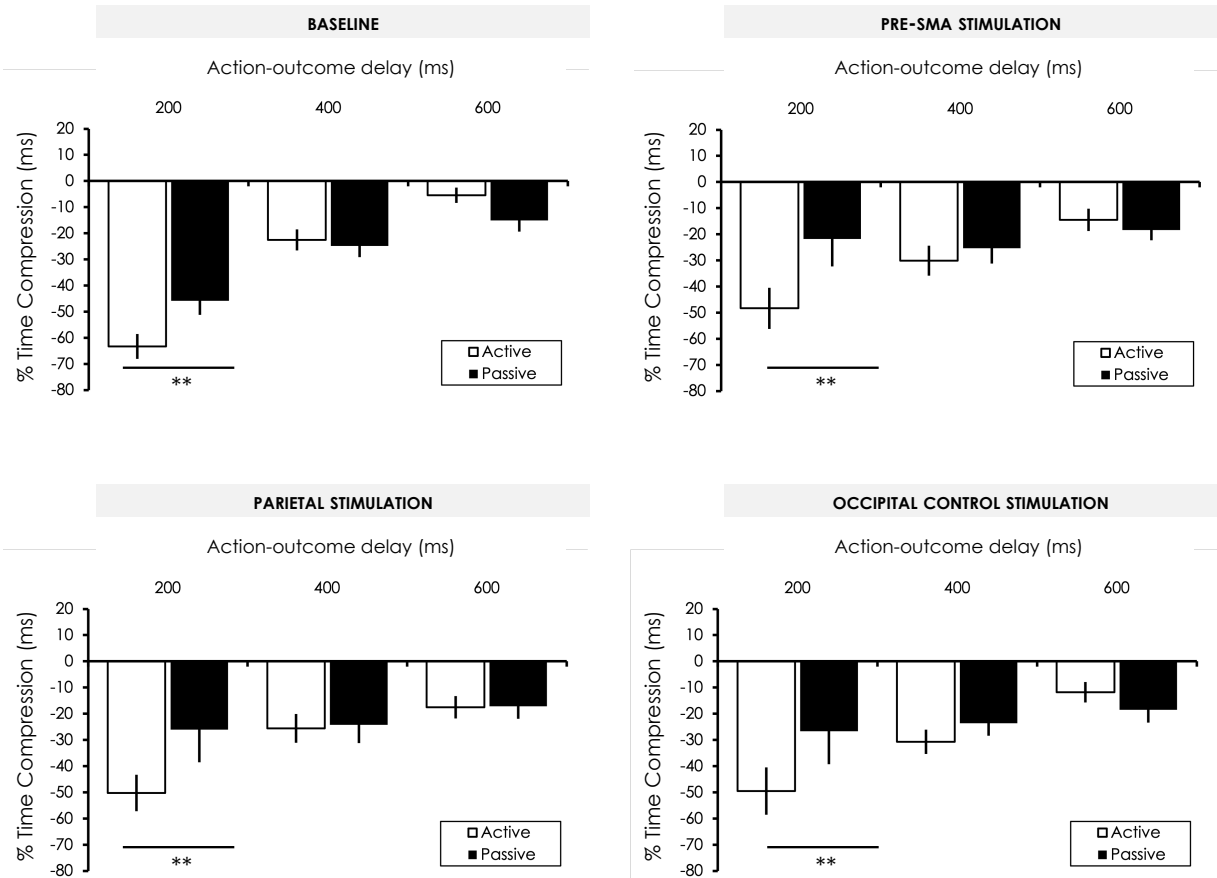 BASELINE
Action-outcome delay (ms)
200 400 600
% Time Compression (ms)
20
10
0
-10
-20
-30
-40
-50
-60
-70
-80
**
Active
Passive
PRE-SMA STIMULATION
Action-outcome delay (ms)
200 400 600
% Time Compression (ms)
20
10
0
-10
-20
-30
-40
-50
-60
-70
-80
**
Active
Passive
PARIETAL STIMULATION
Action-outcome delay (ms)
200 400 600
% Time Compression (ms)
20
10
0
-10
-20
-30
-40
-50
-60
-70
-80
**
Active
Passive
OCCIPITAL CONTROL STIMULATION
Action-outcome delay (ms)
200 400 600
% Time Compression (ms)
20
10
0
-10
-20
-30
-40
-50
-60
-70
-80
**
Active
Passive